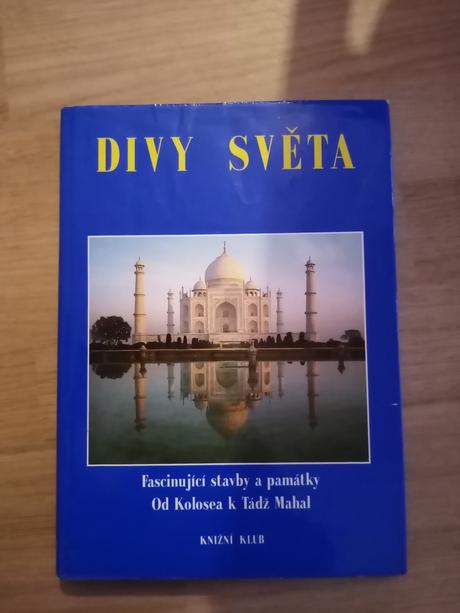 DIVY SVĚTA
Fascinující stavby a památky
Od Kolosea k Tádž Mahal
KNIŽNÍ KLUB